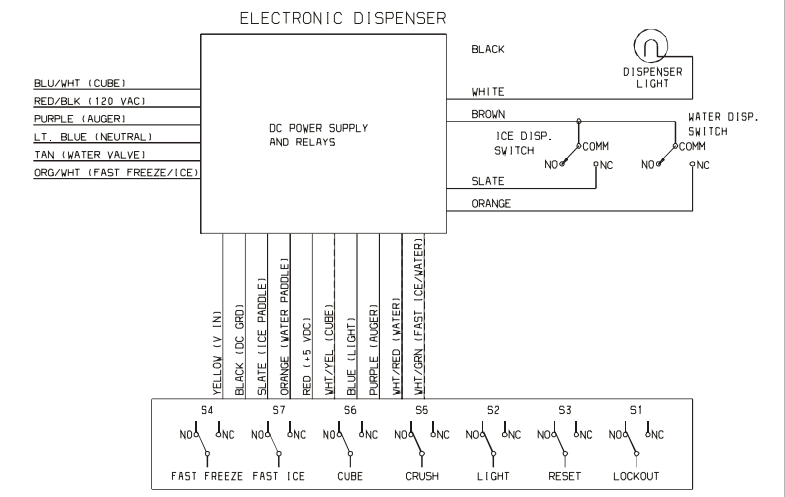 ELECTRONIC DISPENSER
BLACK
DISPENSER
LIGHT
BLU/WHT (CUBE)
RED/BLK (120 VAC)
PURPLE (AUGER)
LT. BLUE (NEUTRAL)
TAN (WATER VALVE)
ORG/WHT (FAST FREEZE/ICE)
DC POWER SUPPLY
AND RELAYS
WHITE
BROWN
ICE DISP.
SWITCH
COMM
NO
NC
WATER DISP.
SWITCH
COMM
NO
NC
SLATE
ORANGE
YELLOW (V IN)
BLACK (DC GRD)
SLATE (ICE PADDLE)
ORANGE (WATER PADDLE)
RED (+5 VDC)
WHT/YEL (CUBE)
BLUE (LIGHT)
PURPLE (AUGER)
WHT/RED (WATER)
WHT/GRN (FAST ICE/WATER)
S4 S7 S6 S5 S2 S3 S1
NO NC NO NC NO NC NO NC NO NC NO NC NO NC
FAST FREEZE FAST ICE CUBE CRUSH LIGHT RESET LOCKOUT